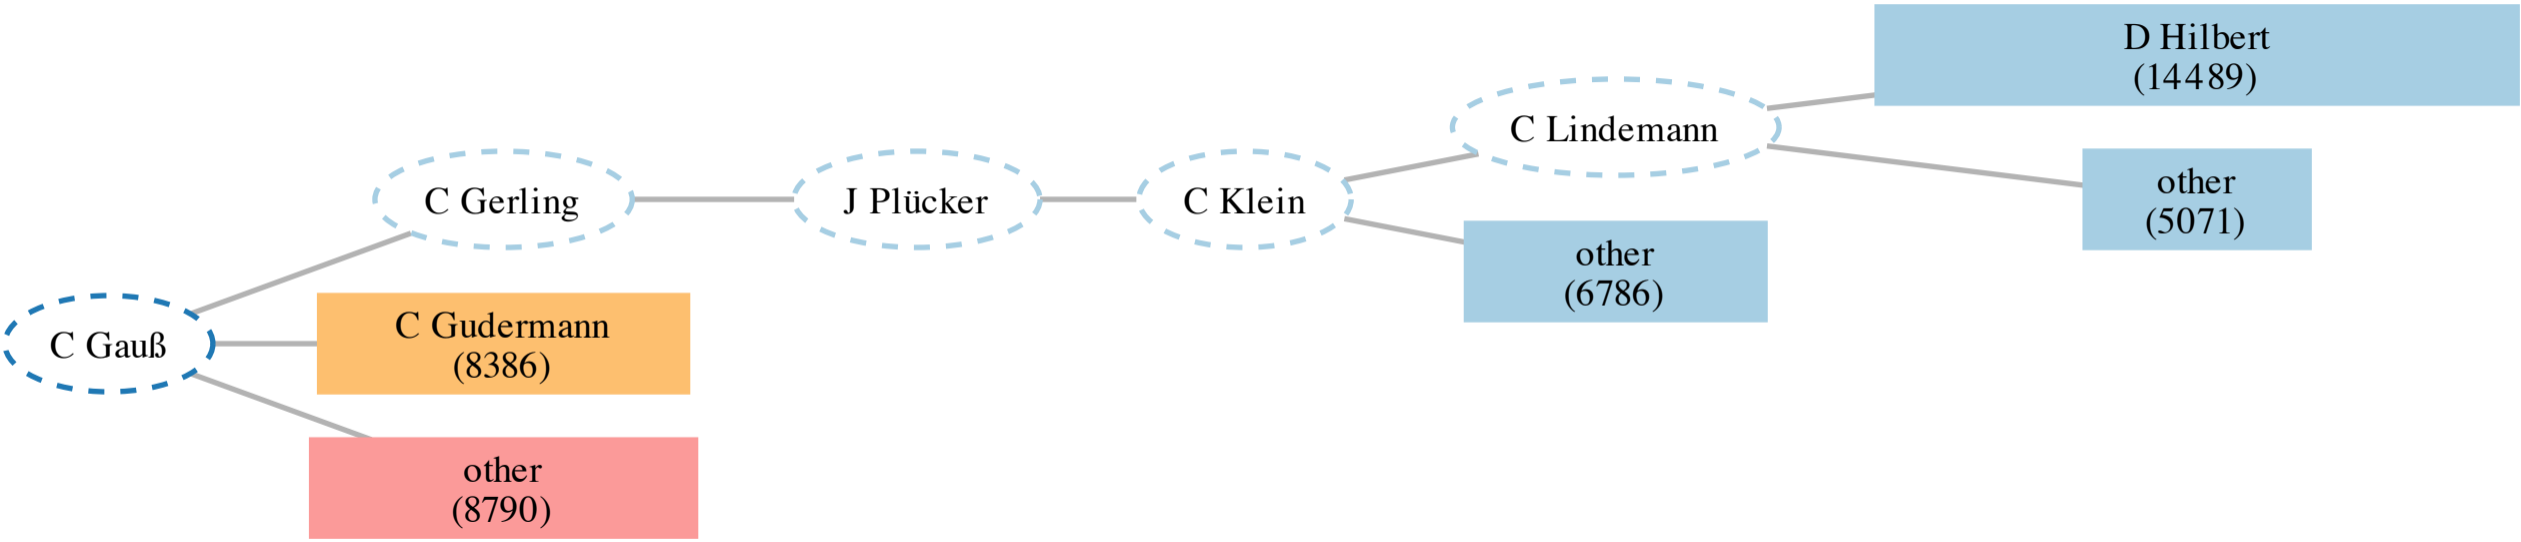 D Hilbert
(14489)
C Lindemann
other
(5071)
C Gerling
J Plücker
C Klein
other
(6786)
C Gauß
C Gudermann
(8386)
other
(8790)